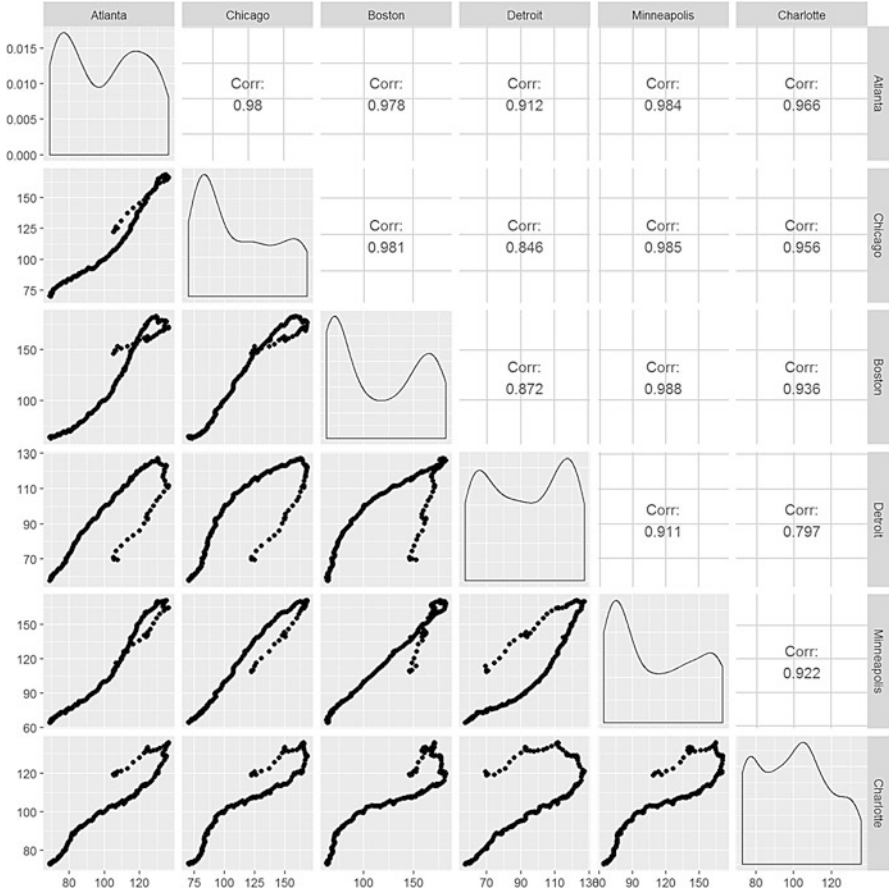 Atlanta Chicago Boston Detroit Minneapolis Charlotte
0.015
0.010
0.005
0.000
Corr:
0.98
Corr:
0.978
Corr:
0.912
Corr:
0.984
Corr:
0.966
Atlanta
150
125
100
75
Corr:
0.981
Corr:
0.846
Corr:
0.985
Corr:
0.956
Chicago
150
100
Corr:
0.872
Corr:
0.988
Corr:
0.936
Boston
130
110
90
70
Corr:
0.911
Corr:
0.797
Detroit
150
120
90
60
Corr:
0.922
Minneapolis
120
100
80
Charlotte
80 100 120 75 100 125 150 100 150 70 90 110 90 120 150 80 100 120